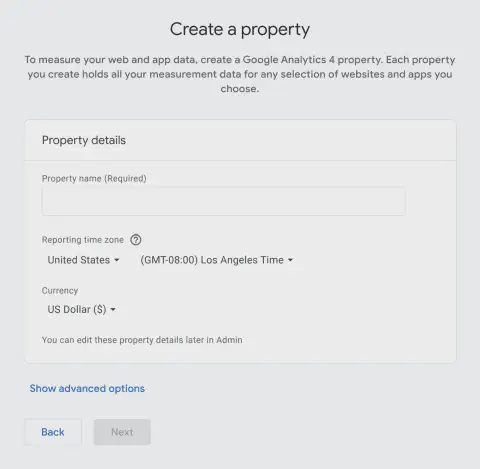 Create a property
To measure your web and app data, create a Google Analytics 4 property. Each property
you create holds all your measurement data for any selection of websites and apps you
choose.
Property details
Property name (Required)
Reporting time zone ?
United States (GMT-08:00) Los Angeles Time
Currency
US Dollar ($)
You can edit these property details later in Admin
Show advanced options
Back Next